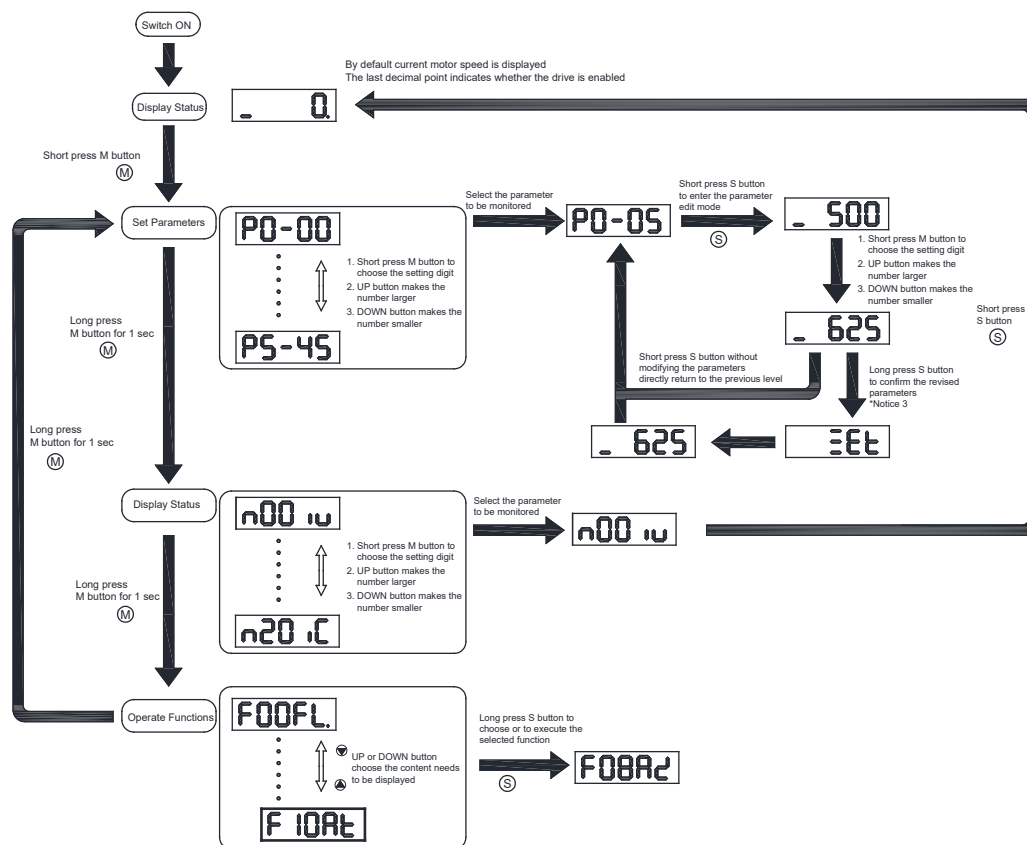 Switch ON
By default current motor speed is displayed
The last decimal point indicates whether the drive is enabled
Display Status
_ 0.
Short press M button
M
Set Parameters
P0-00
1. Short press M button to
choose the setting digit
2. UP button makes the
number larger
3. DOWN button makes the
number smaller
P5-45
Select the parameter
to be monitored
P0-05
Short press S button
to enter the parameter
edit mode
S
_ 500
1. Short press M button to
choose the setting digit
2. UP button makes the
number larger
3. DOWN button makes the
number smaller
_ 625
Short press
S button
S
Long press
M button for 1 sec
M
Short press S button without
modifying the parameters
directly return to the previous level
Long press S button
to confirm the revised
parameters
*Notice 3
_ 625
SEt
Long press
M button for 1 sec
M
Display Status
n00 iv
1. Short press M button to
choose the setting digit
2. UP button makes the
number larger
3. DOWN button makes the
number smaller
n20 iC
Select the parameter
to be monitored
n00 iv
Long press
M button for 1 sec
M
Operate Functions
F00FL.
UP or DOWN button
choose the content needs
to be displayed
F10At
Long press S button to
choose or to execute the
selected function
S
F08Ad